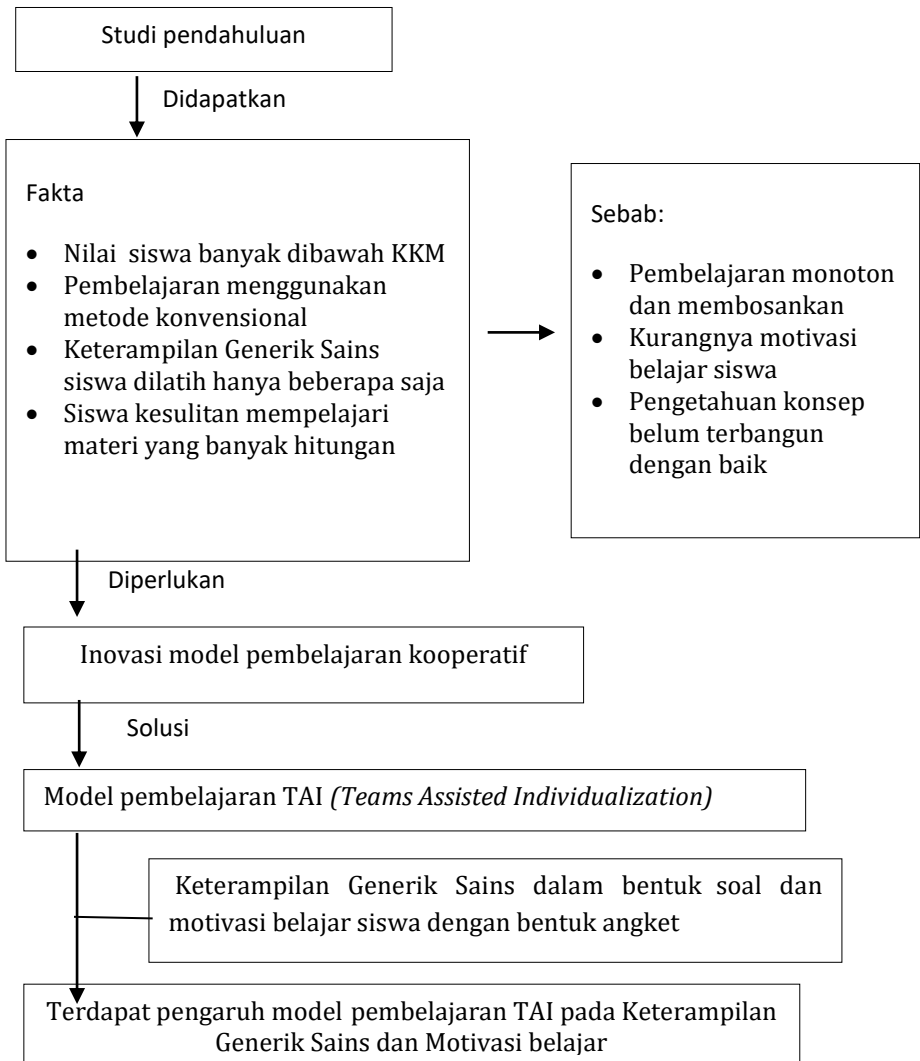 Studi pendahuluan
Didapatkan
Fakta
• Nilai siswa banyak dibawah KKM
• Pembelajaran menggunakan
metode konvensional
• Keterampilan Generik Sains
siswa dilatih hanya beberapa saja
• Siswa kesulitan mempelajari
materi yang banyak hitungan
Sebab:
• Pembelajaran monoton
dan membosankan
• Kurangnya motivasi
belajar siswa
• Pengetahuan konsep
belum terbangun
dengan baik
Diperlukan
Inovasi model pembelajaran kooperatif
Solusi
Model pembelajaran TAI (Teams Assisted Individualization)
Keterampilan Generik Sains dalam bentuk soal dan
motivasi belajar siswa dengan bentuk angket
Terdapat pengaruh model pembelajaran TAI pada Keterampilan
Generik Sains dan Motivasi belajar